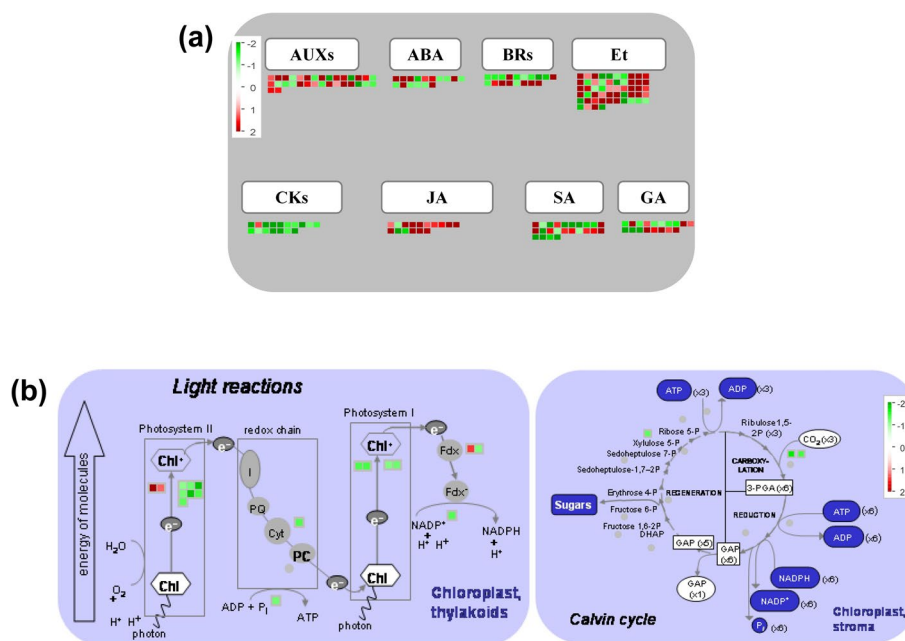 (a)
-2
-1
0
1
2
AUXs
ABA
BRs
Et
CKs
JA
SA
GA
(b)
Light reactions
energy of molecules
Photosystem II
redox chain
Photosystem I
Chl+
e-
I
PQ
Cyt
PC
e-
Chl
H₂O
+O₂
H+ H+
photon
ADP + Pi
ATP
e-
Chl+
e-
e-
Chl
photon
Fdx
Fdx-
NADP+
+
H+ H+
NADPH
+
H+
Chloroplast,
thylakoids
ATP (x3)
ADP (x3)
Ribose 5-P
Xylulose 5-P
Sedoheptulose 7-P
Sedoheptulose-1,7-2P
Erythrose 4-P
Fructose 6-P
Fructose 1,6-2P
DHAP
Sugars
REGENERATION
Ribulose1,5-
2P (x3)
CO₂(x3)
CARBOXY-
LATION
3-PGA (x6)
REDUCTION
ATP (x6)
ADP (x6)
GAP (x5)
GAP
(x6)
GAP
(x1)
NADPH (x6)
NADP+ (x6)
Pi (x6)
Calvin cycle
Chloroplast,
stroma
-2
-1
0
1
2